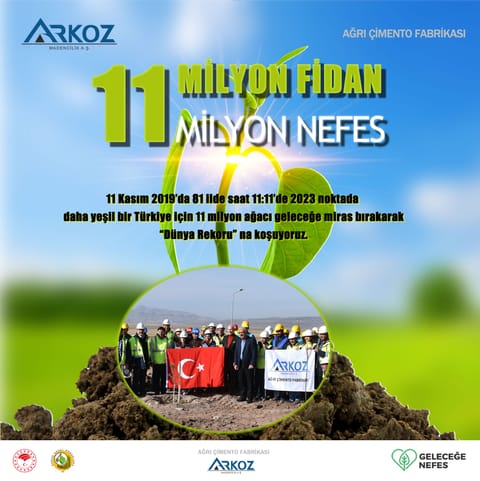 ARKOZ
MADENCİLİK A.Ş.
AĞRI ÇİMENTO FABRİKASI
11 MİLYON FİDAN
MİLYON NEFES
11 Kasım 2019'da 81 ilde saat 11:11'de 2023 noktada
daha yeşil bir Türkiye için 11 milyon ağacı geleceğe miras bırakarak
“Dünya Rekoru” na koşuyoruz.
ARKOZ
AĞRI ÇİMENTO FABRİKASI
AĞRI ÇİMENTO FABRİKASI
ARKOZ
GELECEĞE
NEFES